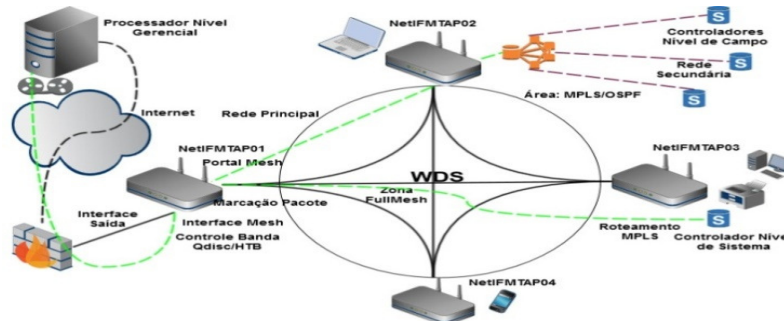 Processador Nível
Gerencial
NetIFMTAP02
Controladores
Nível de Campo
S
Rede
Secundária
S
S
Internet
Rede Principal
Área: MPLS/OSPF
NetIFMTAP01
Portal Mesh
NetIFMTAP03
WDS
Marcação Pacote
Zona
FullMesh
Interface
Saída
Interface Mesh
Controle Banda
Qdisc/HTB
S
Roteamento
MPLS
Controlador Nível
de Sistema
NetIFMTAP04